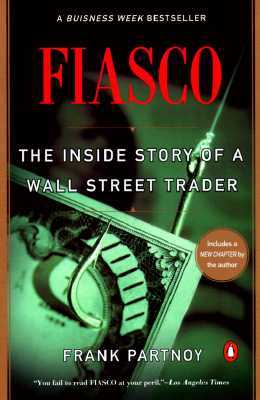 A BUISNESS WEEK BESTSELLER
FIASCO
THE INSIDE STORY OF A
WALL STREET TRADER
Includes a
NEW CHAPTER by
the author
FRANK PARTNOY
"You fail to read FIASCO at your peril."–Los Angeles Times